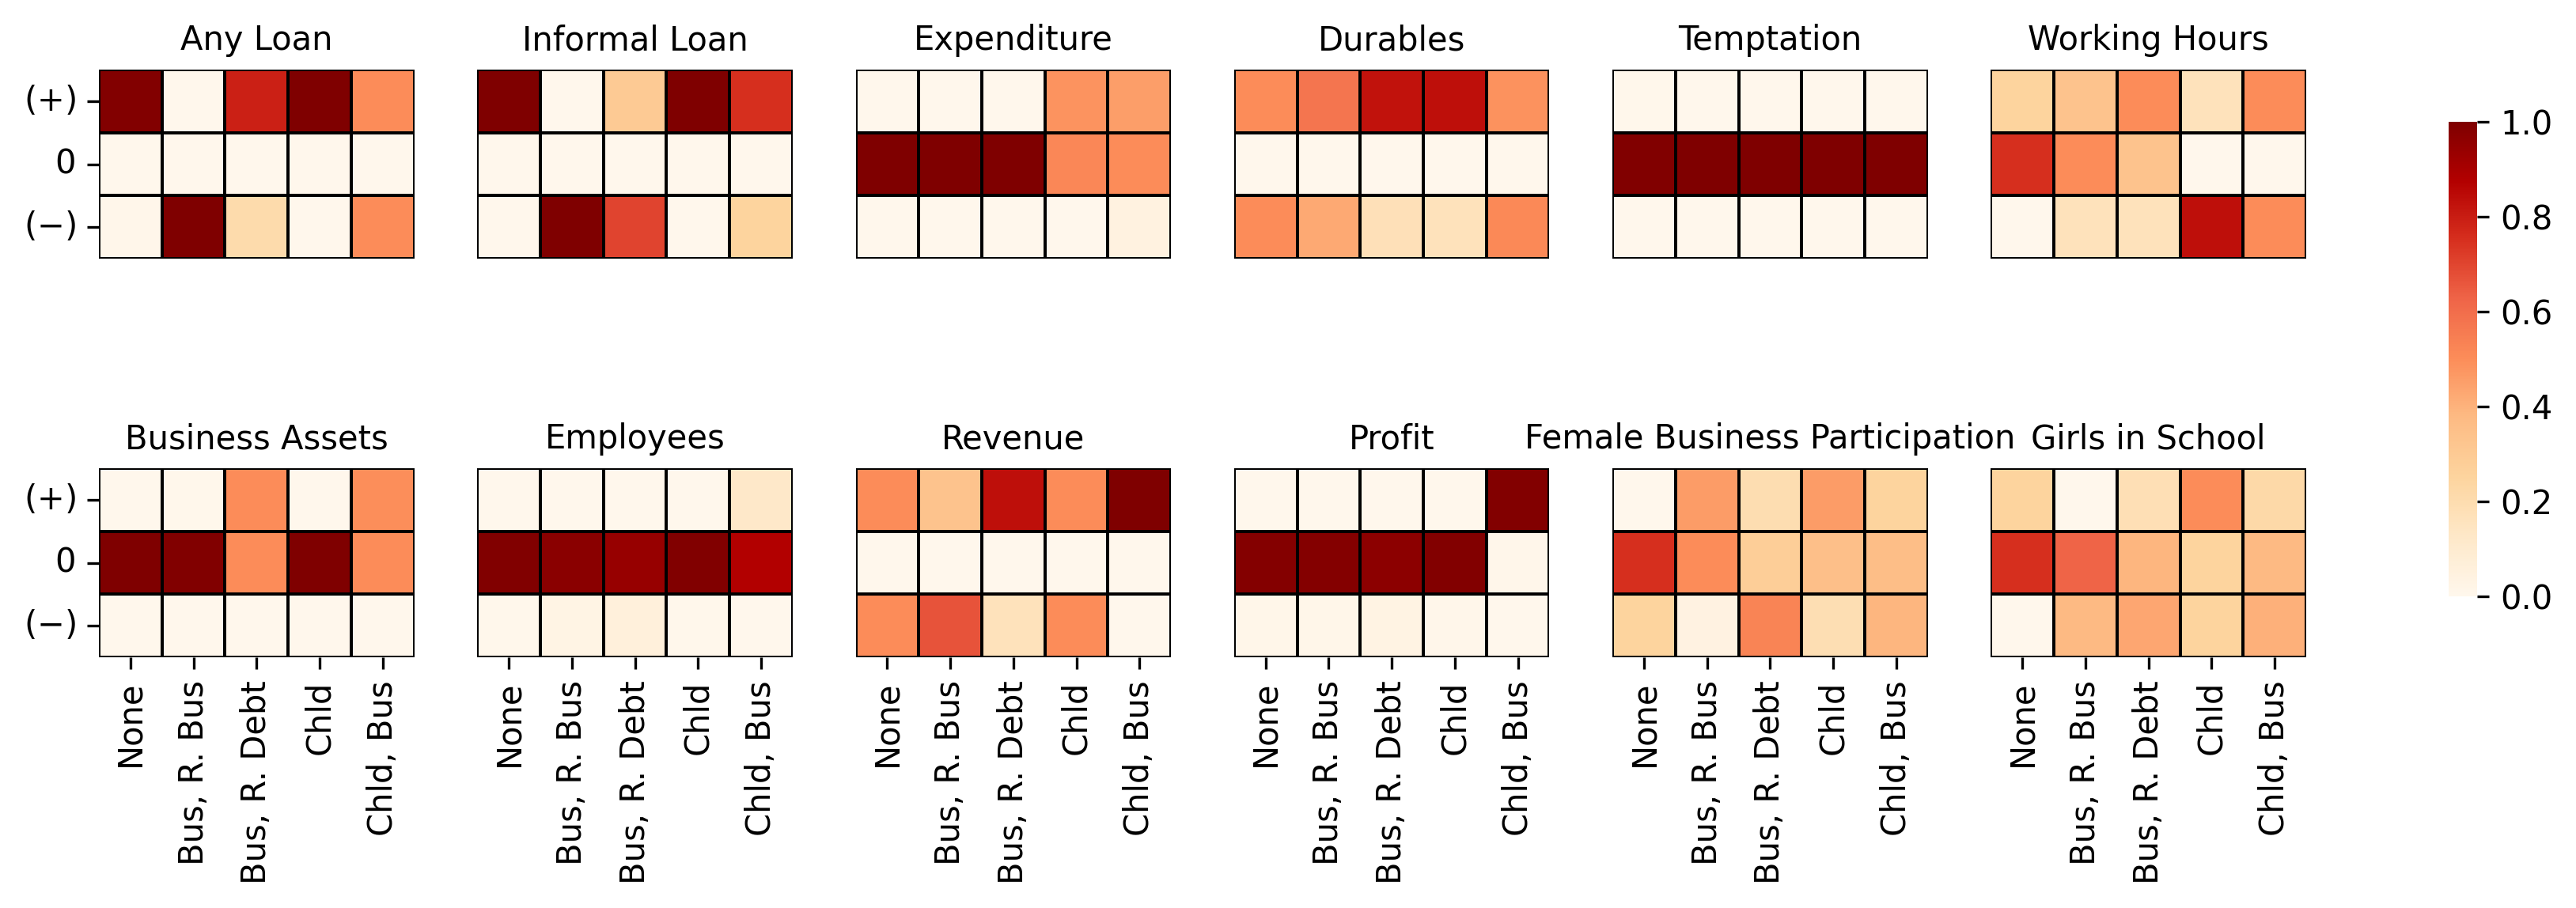 Any Loan
Informal Loan
Expenditure
Durables
Temptation
Working Hours
(+)
0
(−)
Business Assets
Employees
Revenue
Profit
Female Business Participation
Girls in School
(+)
0
(−)
None
Bus, R. Bus
Bus, R. Debt
Chld
Chld, Bus
None
Bus, R. Bus
Bus, R. Debt
Chld
Chld, Bus
None
Bus, R. Bus
Bus, R. Debt
Chld
Chld, Bus
None
Bus, R. Bus
Bus, R. Debt
Chld
Chld, Bus
None
Bus, R. Bus
Bus, R. Debt
Chld
Chld, Bus
None
Bus, R. Bus
Bus, R. Debt
Chld
Chld, Bus
1.0
0.8
0.6
0.4
0.2
0.0